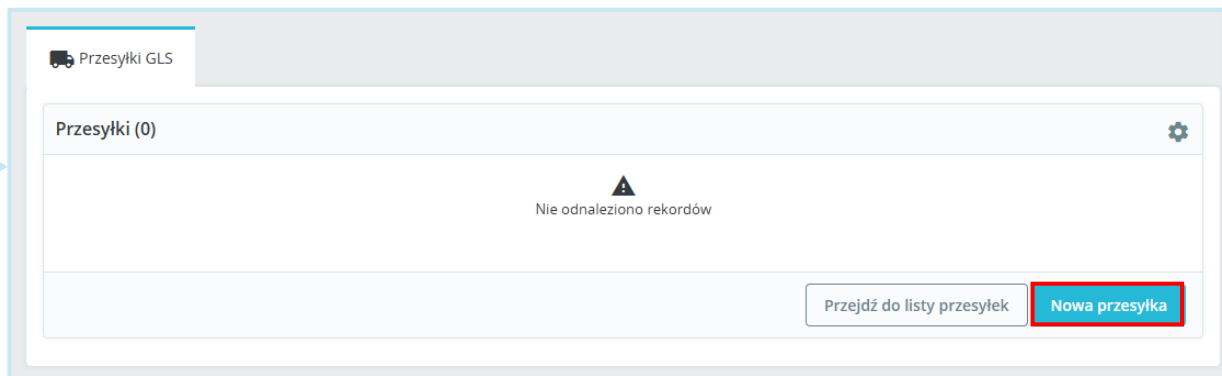 Przesyłki GLS
Przesyłki (0)
Nie odnaleziono rekordów
Przejdź do listy przesyłek
Nowa przesyłka